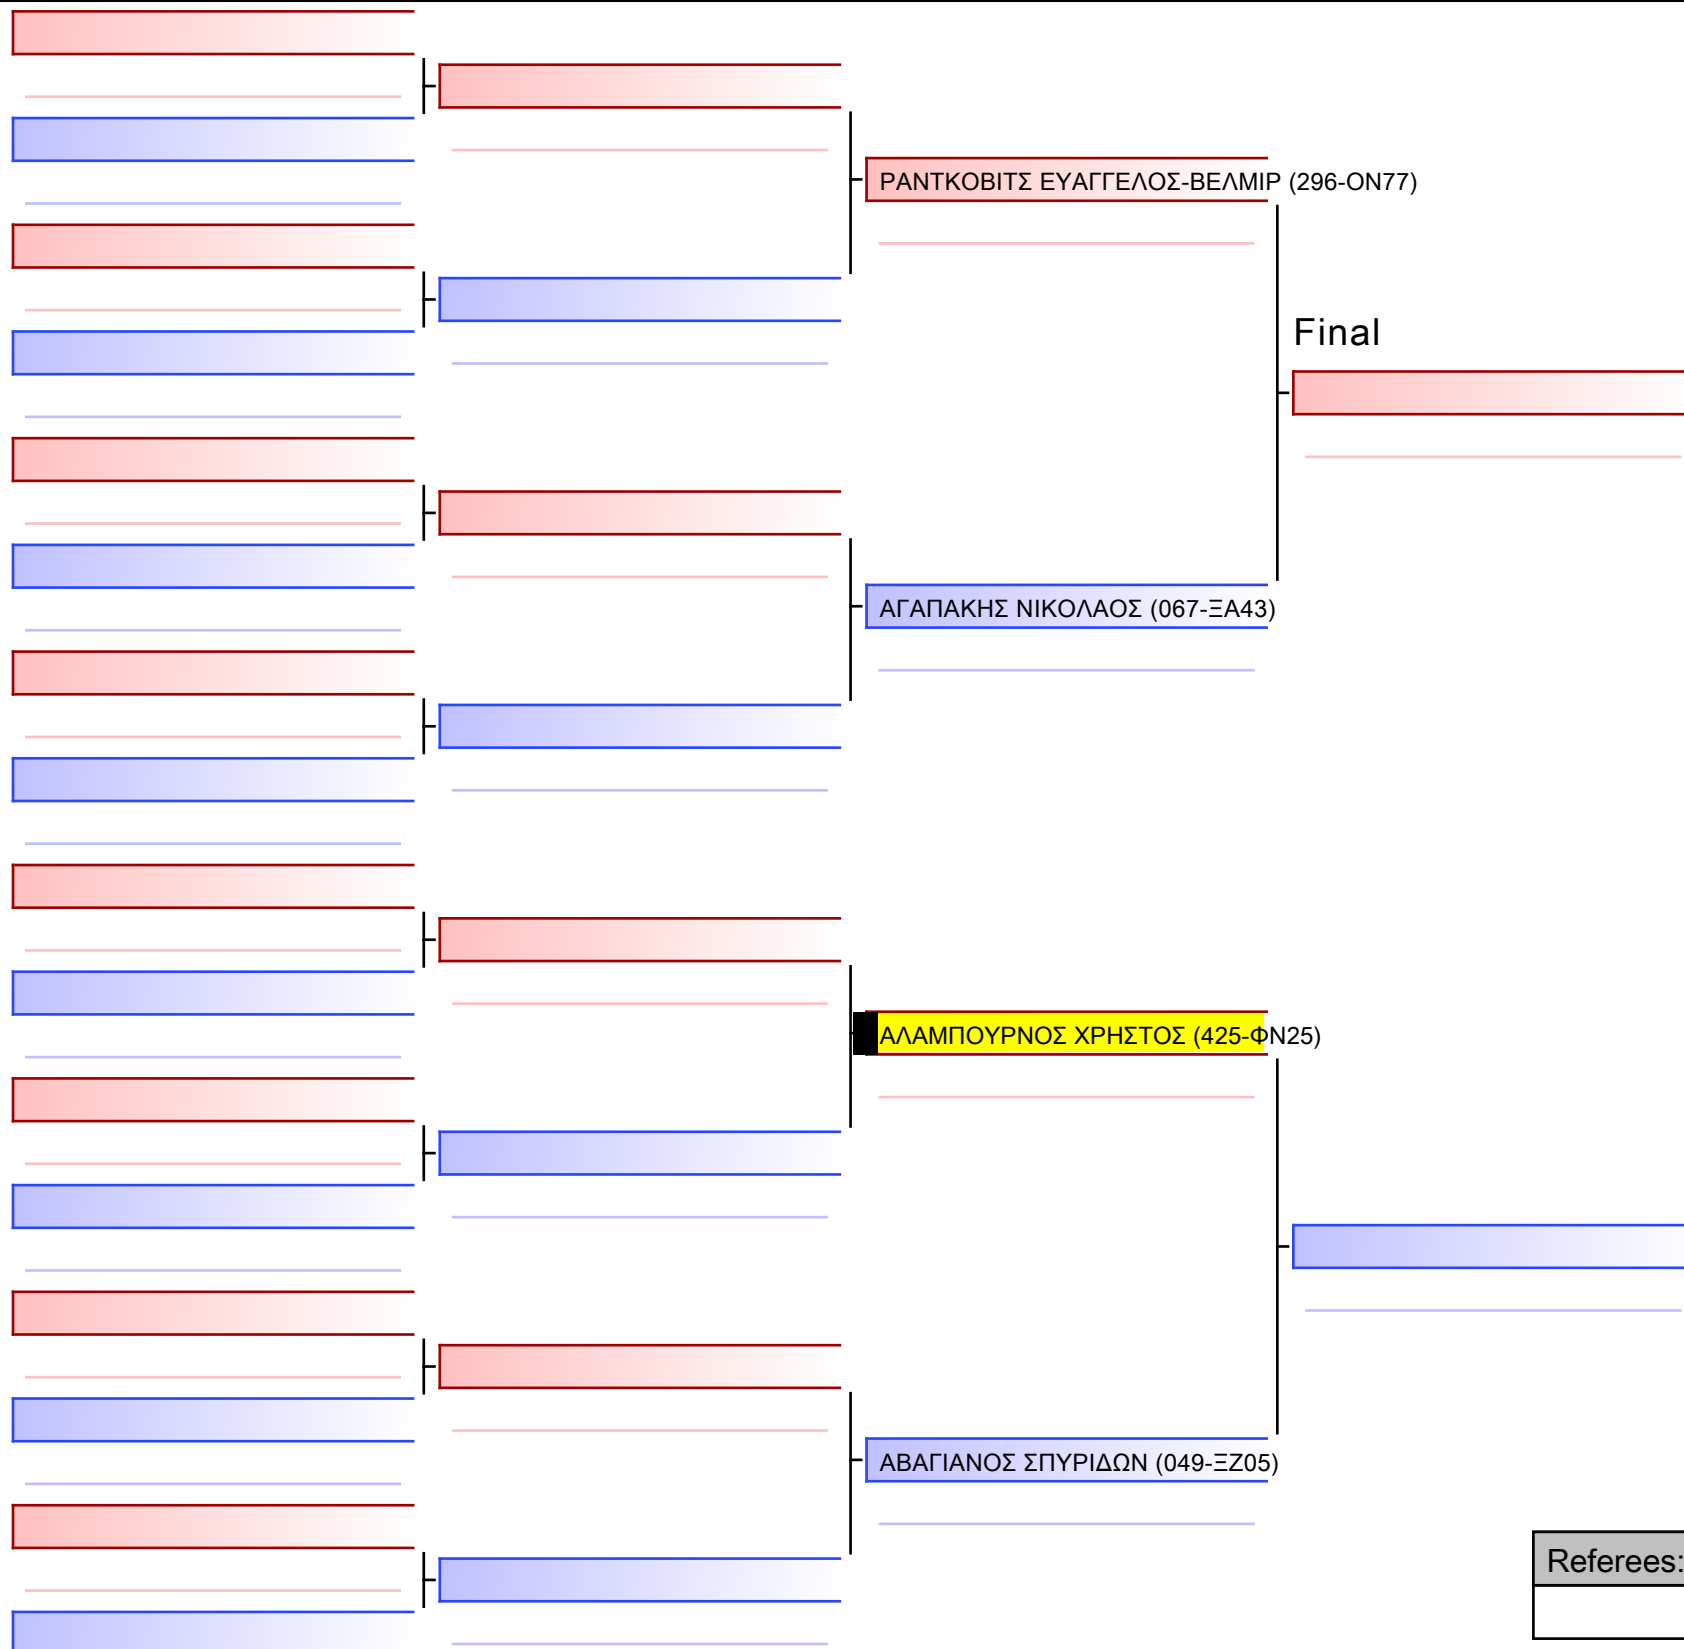 ΡΑΝΤΚΟΒΙΤΣ ΕΥΑΓΓΕΛΟΣ-ΒΕΛΜΙΡ (296-ΟΝ77)
Final
ΑΓΑΠΑΚΗΣ ΝΙΚΟΛΑΟΣ (067-ΞΑ43)
ΑΛΑΜΠΟΥΡΝΟΣ ΧΡΗΣΤΟΣ (425-ΦΝ25)
ΑΒΑΓΙΑΝΟΣ ΣΠΥΡΙΔΩΝ (049-ΞΖ05)
Referees: